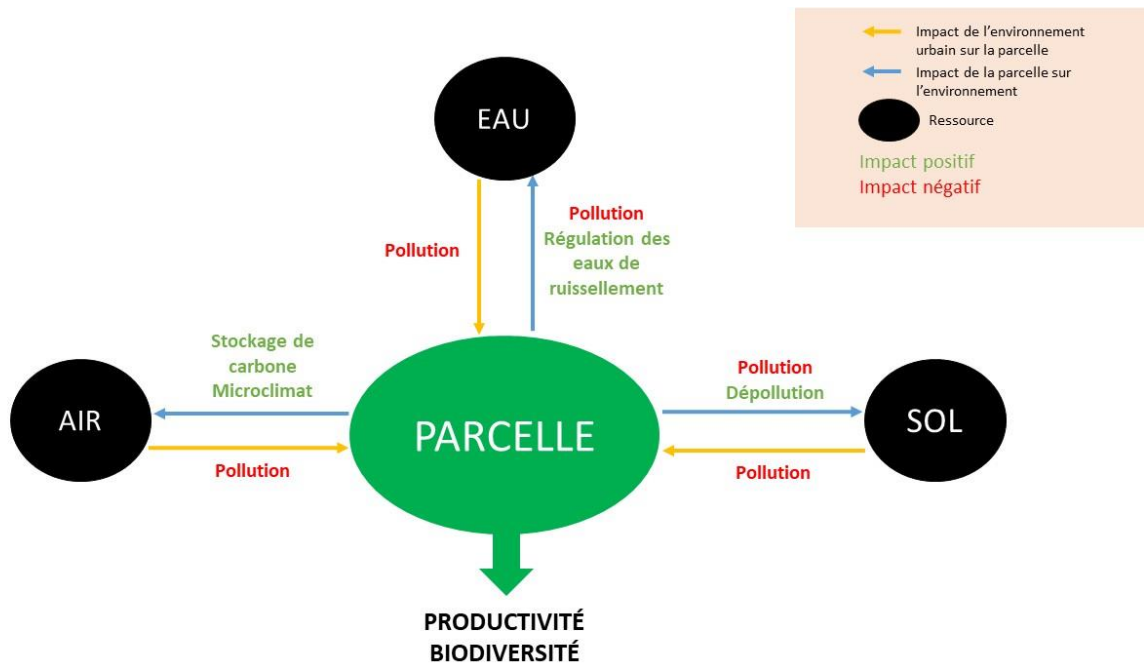 Impact de l'environnement
urbain sur la parcelle
Impact de la parcelle sur
l'environnement
Ressource
Impact positif
Impact négatif
EAU
Pollution
Pollution
Régulation des
eaux de
ruissellement
Stockage de
carbone
Microclimat
AIR
Pollution
PARCELLE
Pollution
Dépollution
SOL
Pollution
PRODUCTIVITÉ
BIODIVERSITÉ